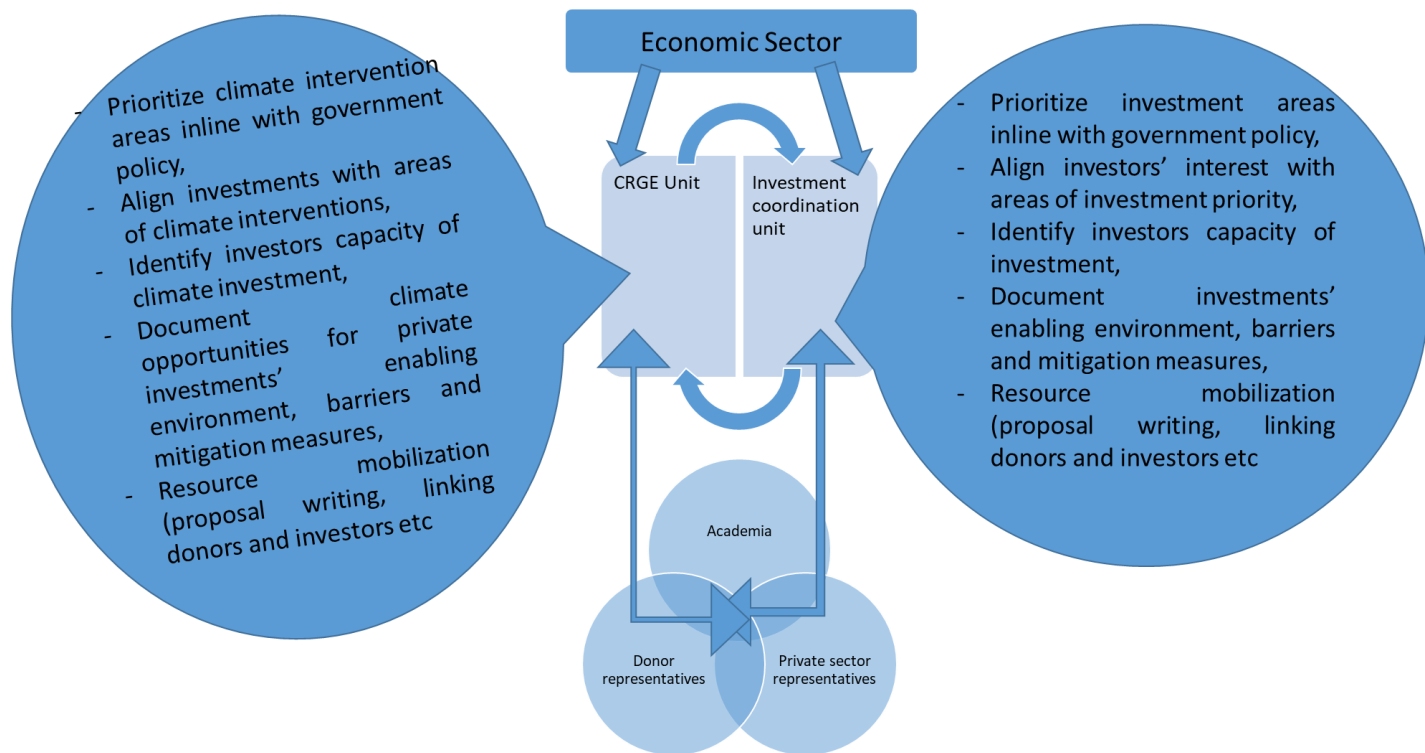 Economic Sector
- Prioritize climate intervention
areas inline with government
policy,
- Align investments with areas
of climate interventions,
- Identify investors capacity of
climate investment,
- Document climate
opportunities for private
investments’ enabling
environment, barriers and
mitigation measures,
- Resource mobilization
(proposal writing, linking
donors and investors etc
CRGE Unit
Investment
coordination
unit
- Prioritize investment areas
inline with government policy,
- Align investors’ interest with
areas of investment priority,
- Identify investors capacity of
investment,
- Document investments’
enabling environment, barriers
and mitigation measures,
- Resource mobilization
(proposal writing, linking
donors and investors etc
Academia
Donor
representatives
Private sector
representatives